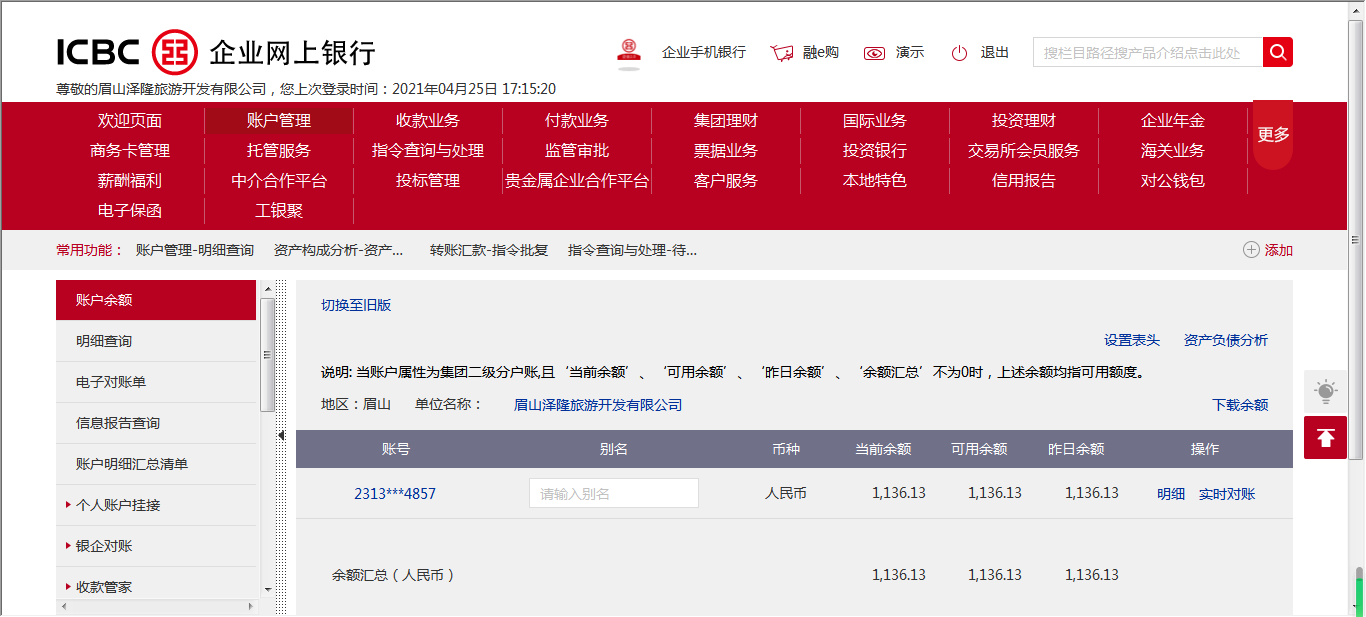 ICBC 企业网上银行
企业手机银行 融e购 演示 退出 搜栏目路径搜产品介绍点击此处
尊敬的眉山泽隆旅游开发有限公司，您上次登录时间：2021年04月25日 17:15:20
欢迎页面 账户管理 收款业务 付款业务 集团理财 国际业务 投资理财 企业年金
更多
商务卡管理 托管服务 指令查询与处理 监管审批 票据业务 投资银行 交易所会员服务 海关业务
薪酬福利 中介合作平台 投标管理 贵金属企业合作平台 客户服务 本地特色 信用报告 对公钱包
电子保函 工银聚
常用功能： 账户管理-明细查询 资产构成分析-资产... 转账汇款-指令批复 指令查询与处理-待... 添加
账户余额
明细查询
电子对账单
信息报告查询
账户明细汇总清单
个人账户挂接
银企对账
收款管家
切换至旧版
设置表头 资产负债分析
说明: 当账户属性为集团二级分户账,且‘当前余额’、‘可用余额’、‘昨日余额’、‘余额汇总’不为0时，上述余额均指可用额度。
地区：眉山 单位名称： 眉山泽隆旅游开发有限公司 下载余额
账号 别名 币种 当前余额 可用余额 昨日余额 操作
2313***4857 请输入别名 人民币 1,136.13 1,136.13 1,136.13 明细 实时对账
余额汇总（人民币） 1,136.13 1,136.13 1,136.13